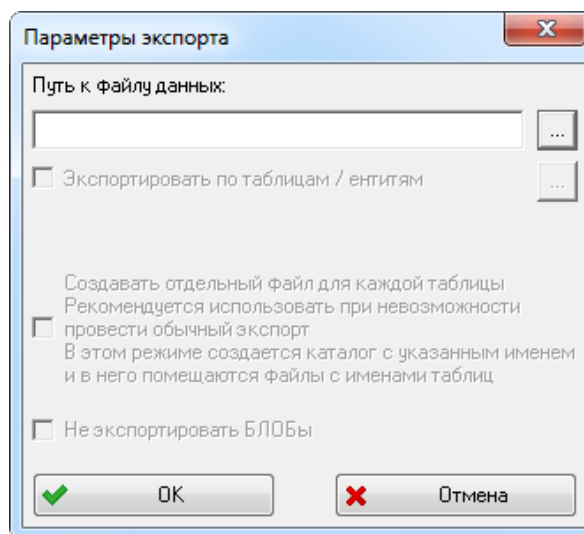 Параметры экспорта
Путь к файлу данных:
...
Экспортировать по таблицам / ентитям
...
Создавать отдельный файл для каждой таблицы
Рекомендуется использовать при невозможности
провести обычный экспорт
В этом режиме создается каталог с указанным именем
и в него помещаются файлы с именами таблиц
Не экспортировать БЛОБы
OK
Отмена